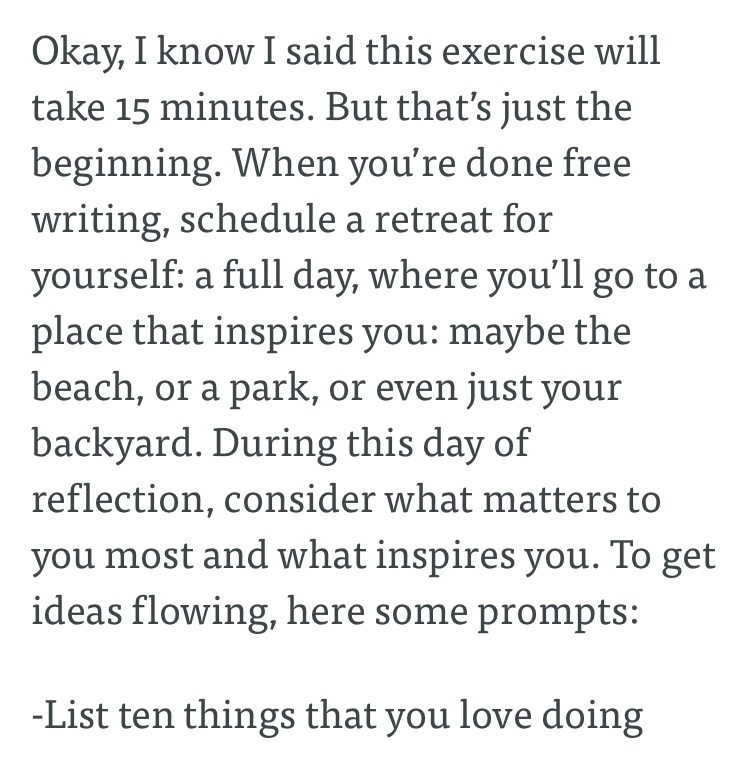 Okay, I know I said this exercise will
take 15 minutes. But that’s just the
beginning. When you’re done free
writing, schedule a retreat for
yourself: a full day, where you’ll go to a
place that inspires you: maybe the
beach, or a park, or even just your
backyard. During this day of
reflection, consider what matters to
you most and what inspires you. To get
ideas flowing, here some prompts:
-List ten things that you love doing